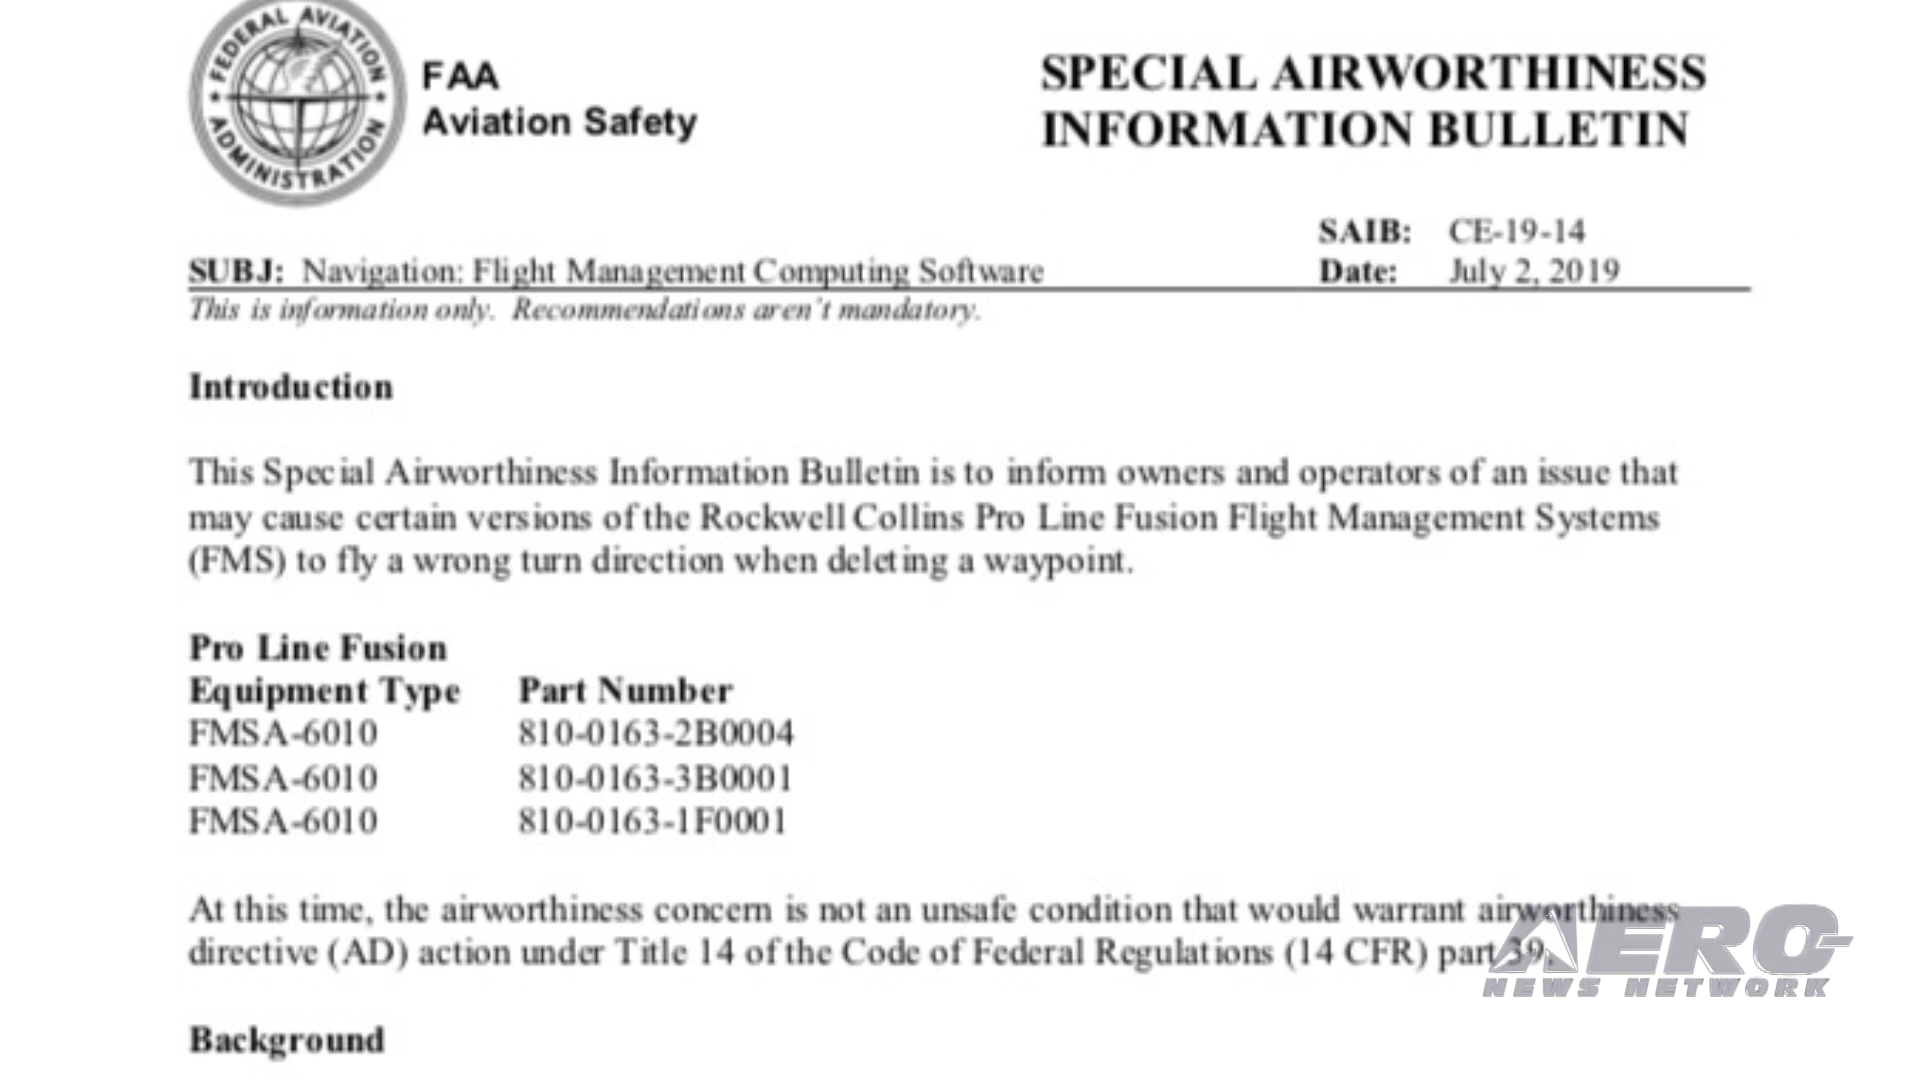 FEDERAL AVIATION ADMINISTRATION
FAA
Aviation Safety
SPECIAL AIRWORTHINESS
INFORMATION BULLETIN
SAIB: CE-19-14
SUBJ: Navigation: Flight Management Computing Software
Date: July 2, 2019
This is information only. Recommendations aren't mandatory.
Introduction
This Special Airworthiness Information Bulletin is to inform owners and operators of an issue that
may cause certain versions of the Rockwell Collins Pro Line Fusion Flight Management Systems
(FMS) to fly a wrong turn direction when deleting a waypoint.
Pro Line Fusion
Equipment Type Part Number
FMSA-6010 810-0163-2B0004
FMSA-6010 810-0163-3B0001
FMSA-6010 810-0163-1F0001
At this time, the airworthiness concern is not an unsafe condition that would warrant airworthiness
directive (AD) action under Title 14 of the Code of Federal Regulations (14 CFR) part 39.
AERO-
NEWS NETWORK
Background